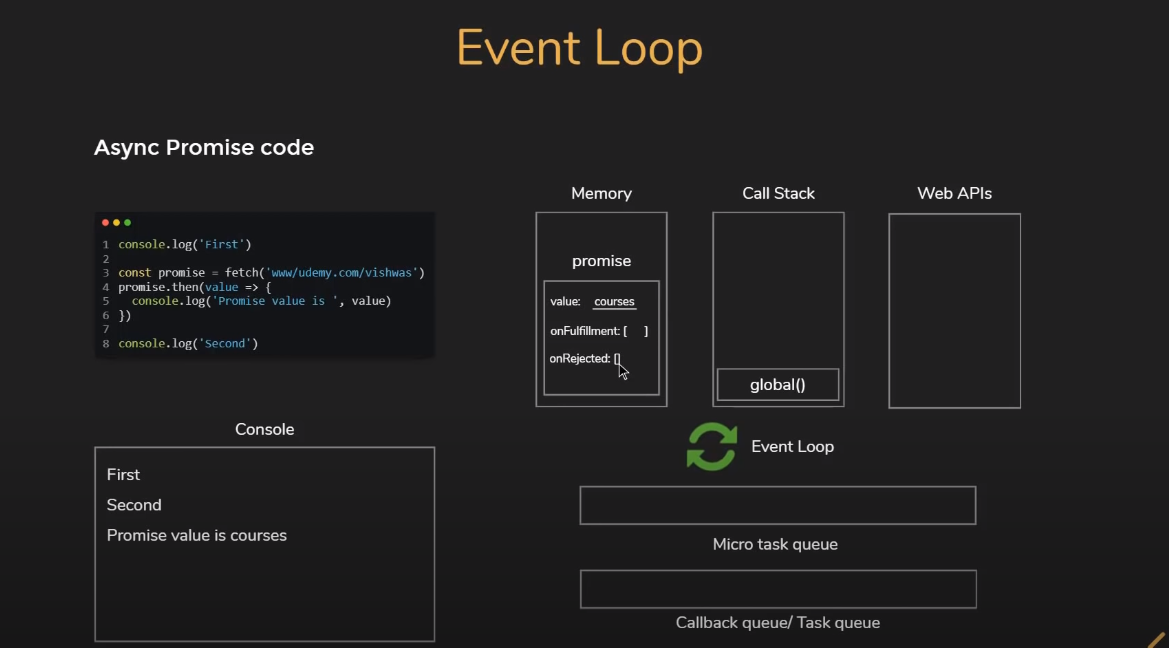 Event Loop
Async Promise code
1 console.log('First')
2
3 const promise = fetch('www/udemy.com/vishwas')
4 promise.then(value => {
5   console.log('Promise value is ', value)
6 })
7
8 console.log('Second')
Memory
promise
value: courses
onFulfillment: [ ]
onRejected: []
Call Stack
global()
Web APIs
Event Loop
Console
First
Second
Promise value is courses
Micro task queue
Callback queue/ Task queue